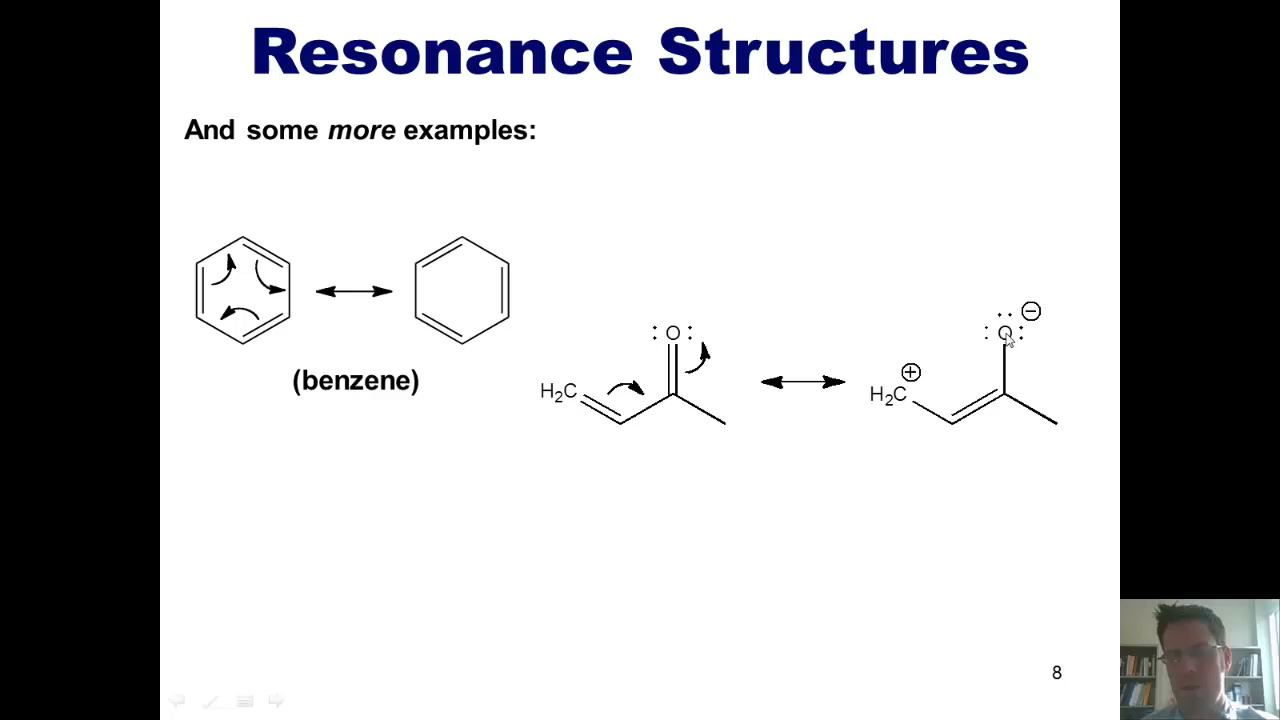 Resonance Structures
And some more examples:
(benzene)
:O:
H₂C
⊕
H₂C
:O:
⊖
8